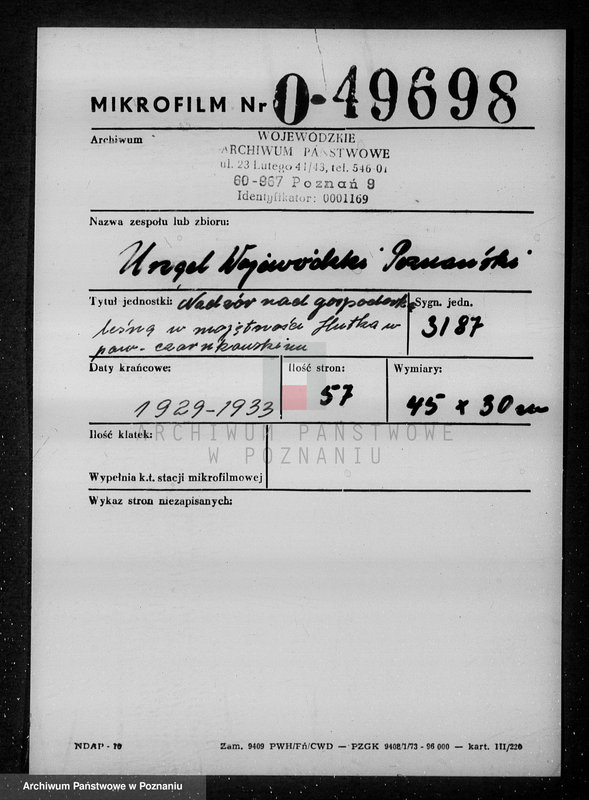 MIKROFILM Nr O-49698
Archiwum
WOJEWÓDZKIE
ARCHIWUM PAŃSTWOWE
ul. 23 Lutego 41/43, tel. 546-01
60-967 Poznań 9
Identyfikator: 0001169
Nazwa zespołu lub zbioru:
Urząd Wojewódzki Poznański
Tytuł jednostki: Nadzór nad gospodark.
leśną w majętności Hutka w
pow. czarnkowskim
Sygn. jedn.
3187
Daty krańcowe:
1929-1933
Ilość stron:
57
Wymiary:
45 x 30 cm
Ilość klatek:
ARCHIWUM PAŃSTWOWE
W POZNANIU
Wypełnia k.t. stacji mikrofilmowej
Wykaz stron niezapisanych:
NDAP - 10
Zam. 9409 PWH/Fń/CWD — PZGK 9408/1/73 - 96 000 — kart. III/220
Archiwum Państwowe w Poznaniu